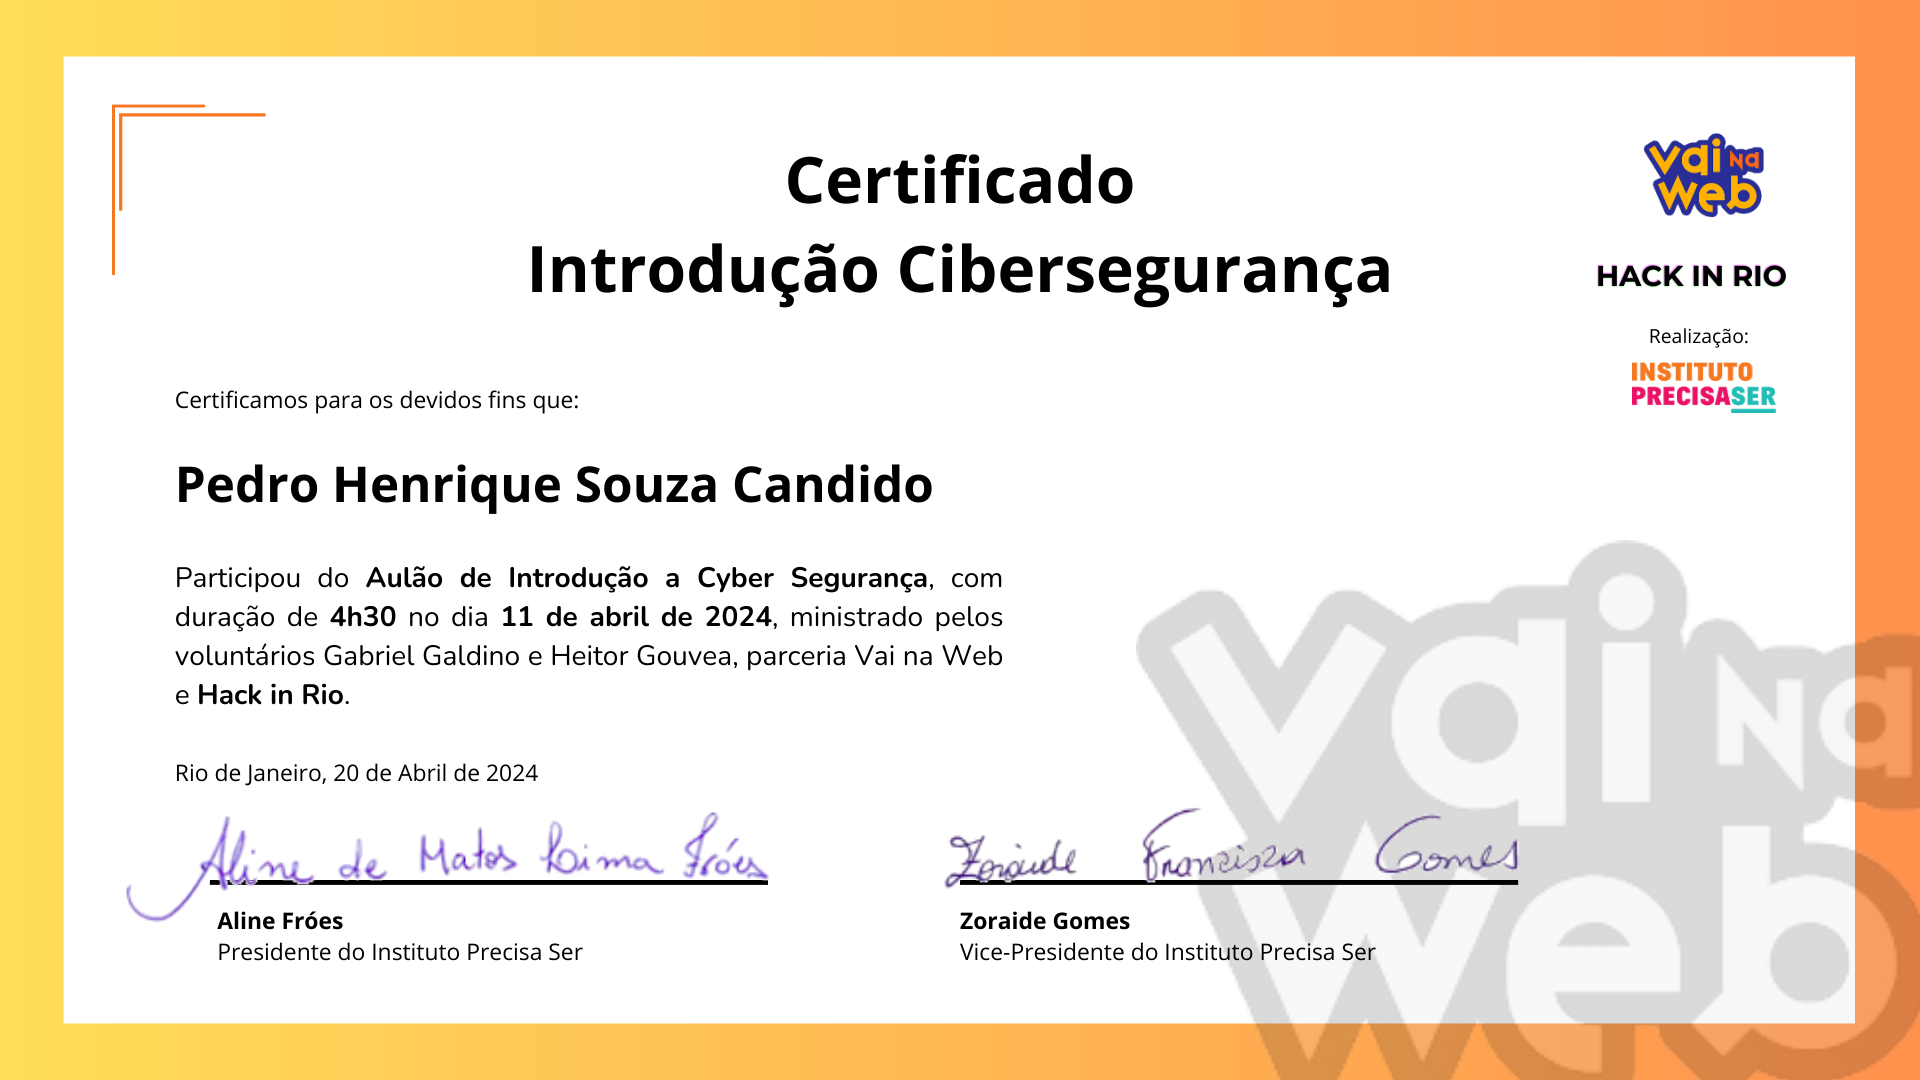 Certificado
Introdução Cibersegurança
vai na
web
HACK IN RIO
Realização:
INSTITUTO
PRECISASER
Certificamos para os devidos fins que:
Pedro Henrique Souza Candido
Participou do Aulão de Introdução a Cyber Segurança, com
duração de 4h30 no dia 11 de abril de 2024, ministrado pelos
voluntários Gabriel Galdino e Heitor Gouvea, parceria Vai na Web
e Hack in Rio.
Rio de Janeiro, 20 de Abril de 2024
Aline de Matos Lima Fróes
Zoraide Francisca Gomes
Aline Fróes
Presidente do Instituto Precisa Ser
Zoraide Gomes
Vice-Presidente do Instituto Precisa Ser
vai na
web